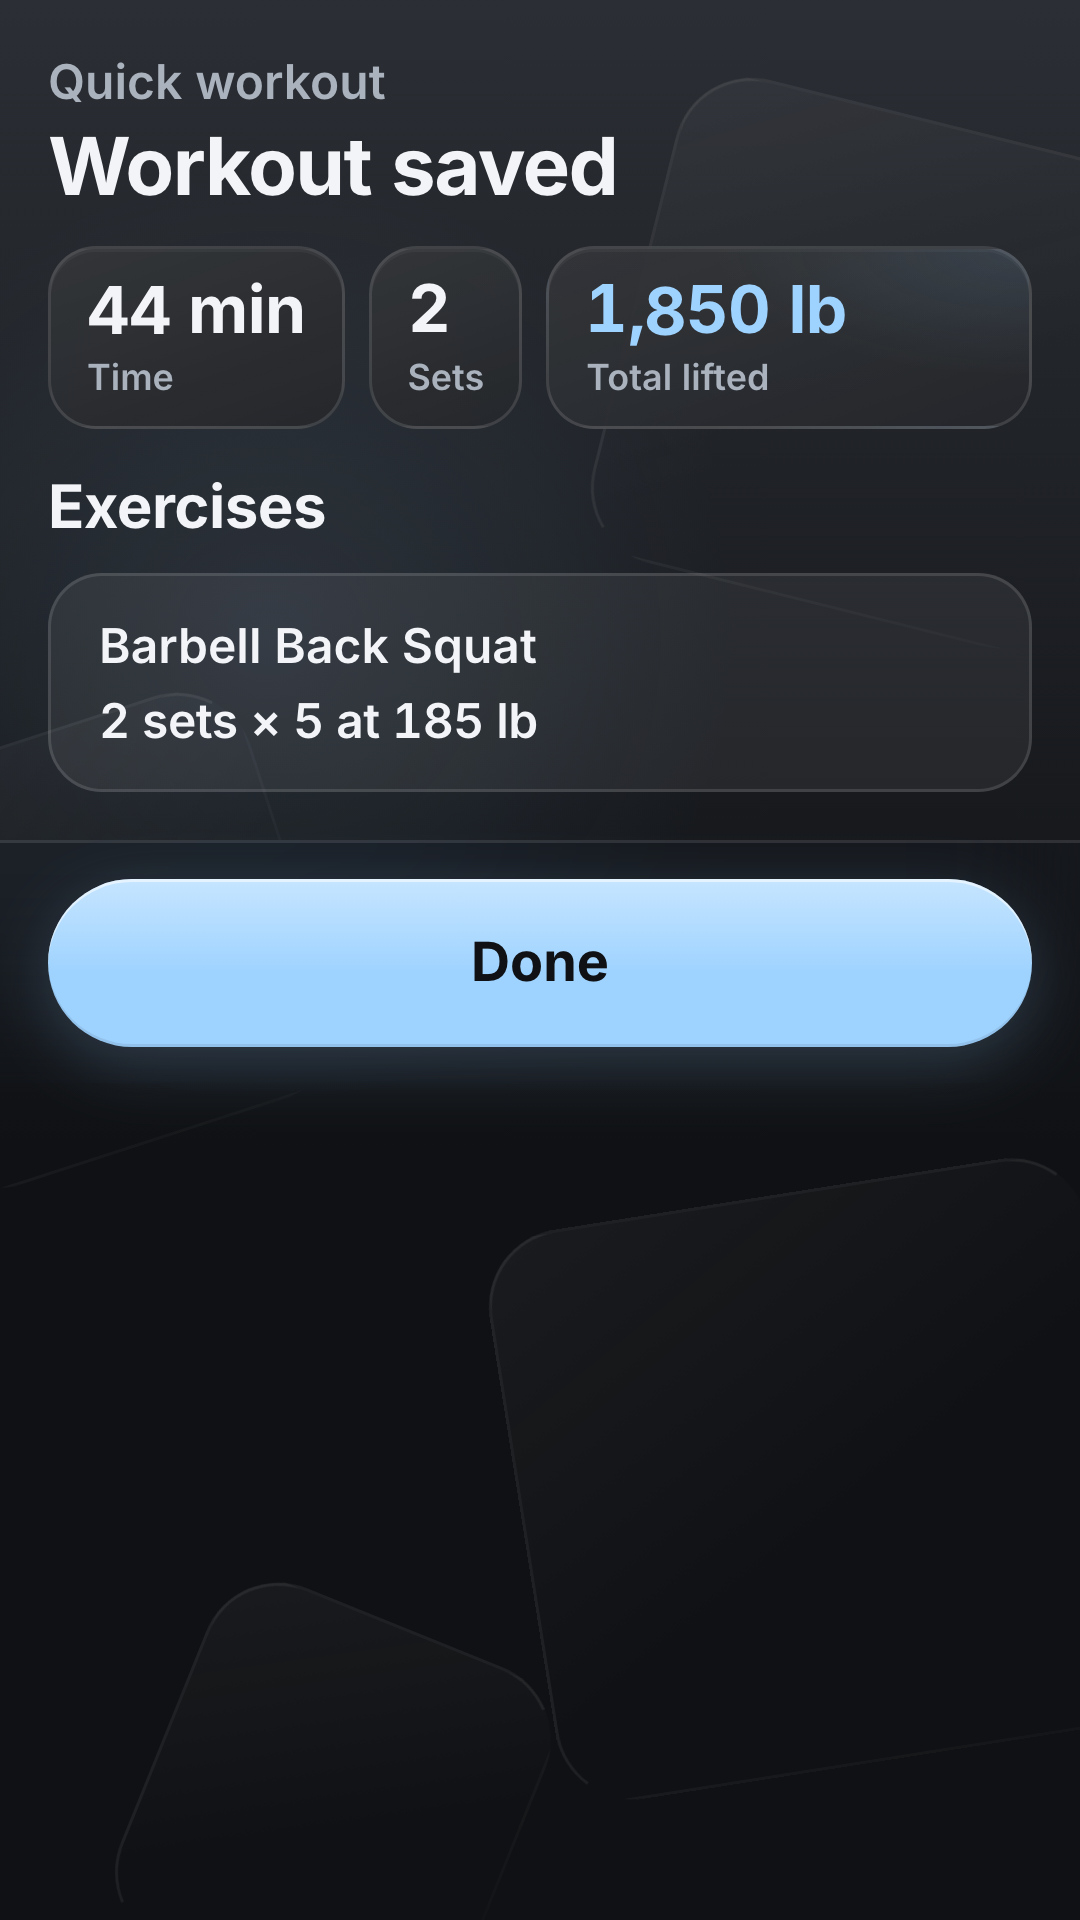 Quick workout
Workout saved
44 min
Time
2
Sets
1,850 lb
Total lifted
Exercises
Barbell Back Squat
2 sets × 5 at 185 lb
Done